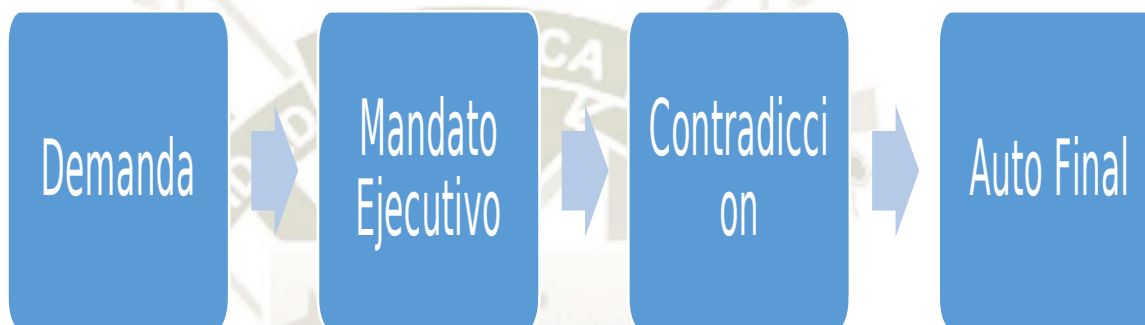 Demanda
Mandato
Ejecutivo
Contradicci
on
Auto Final